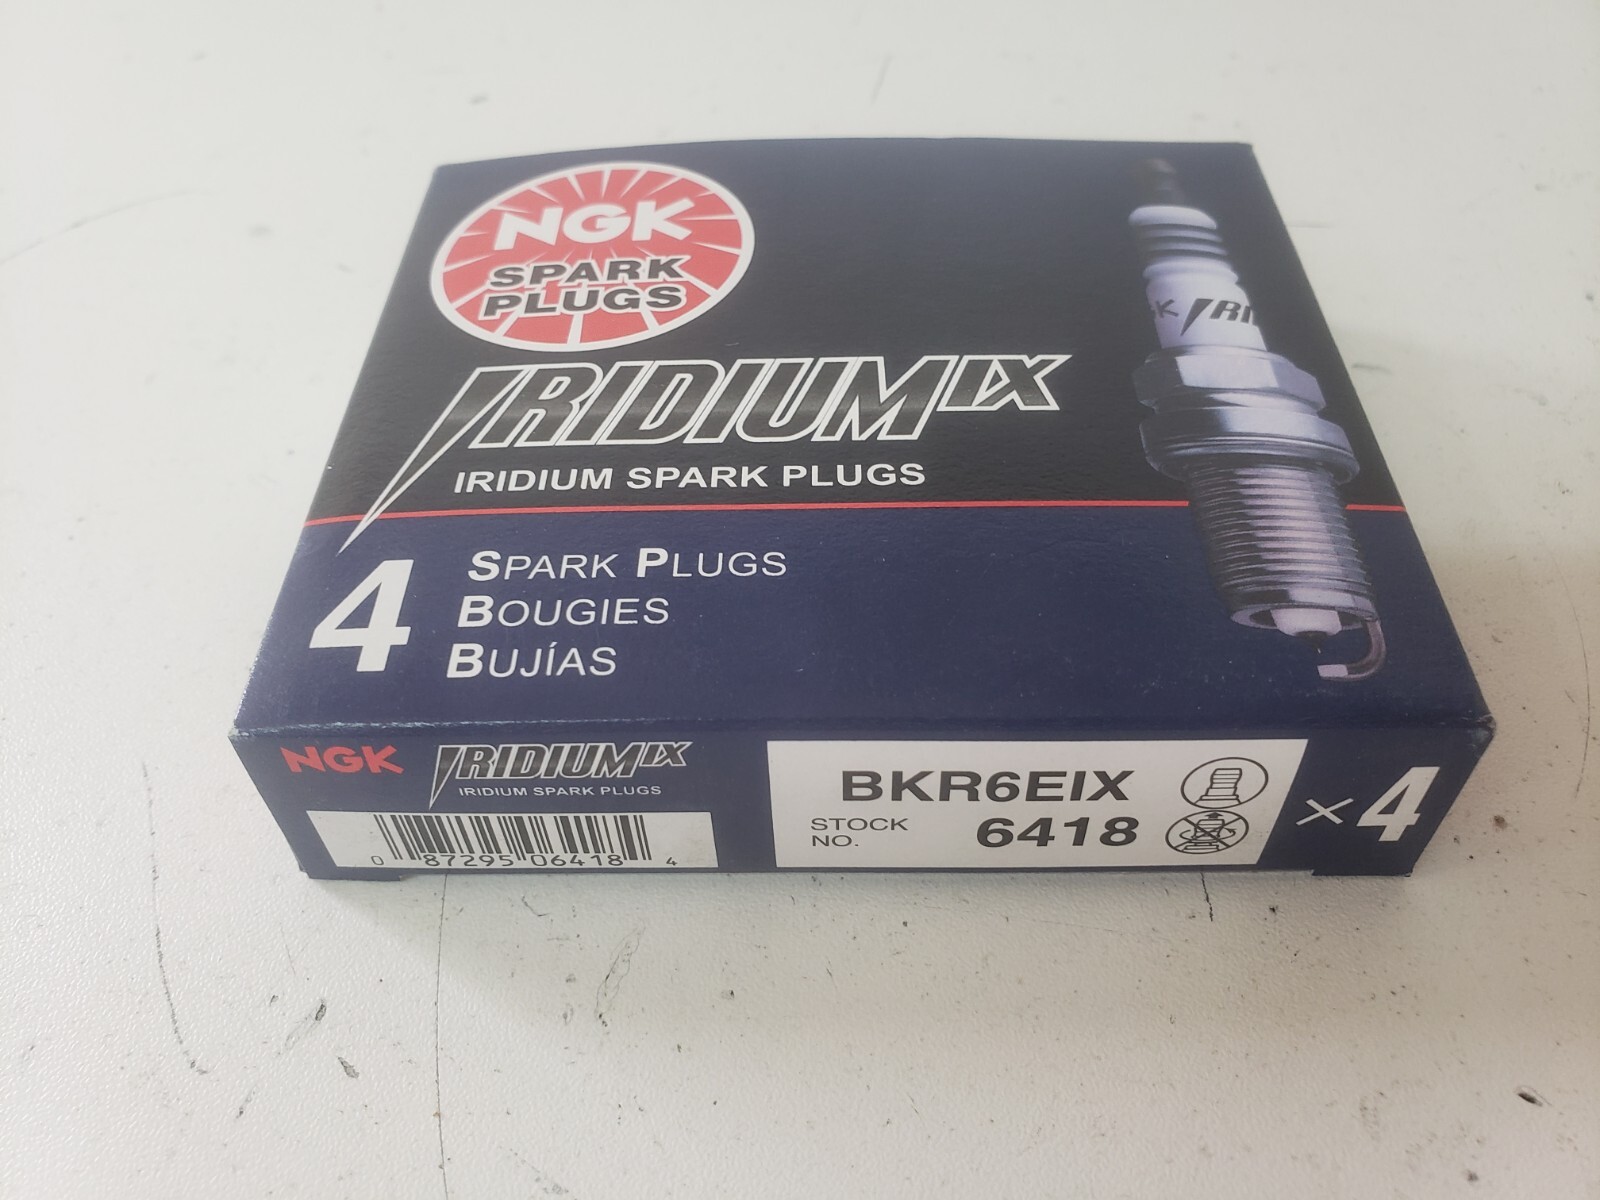 NGK
SPARK
PLUGS
IRIDIUM IX
IRIDIUM SPARK PLUGS
4
SPARK PLUGS
BOUGIES
BUJÍAS
NGK
IRIDIUM IX
IRIDIUM SPARK PLUGS
0 87295 06418 4
BKR6EIX
STOCK NO. 6418
×4